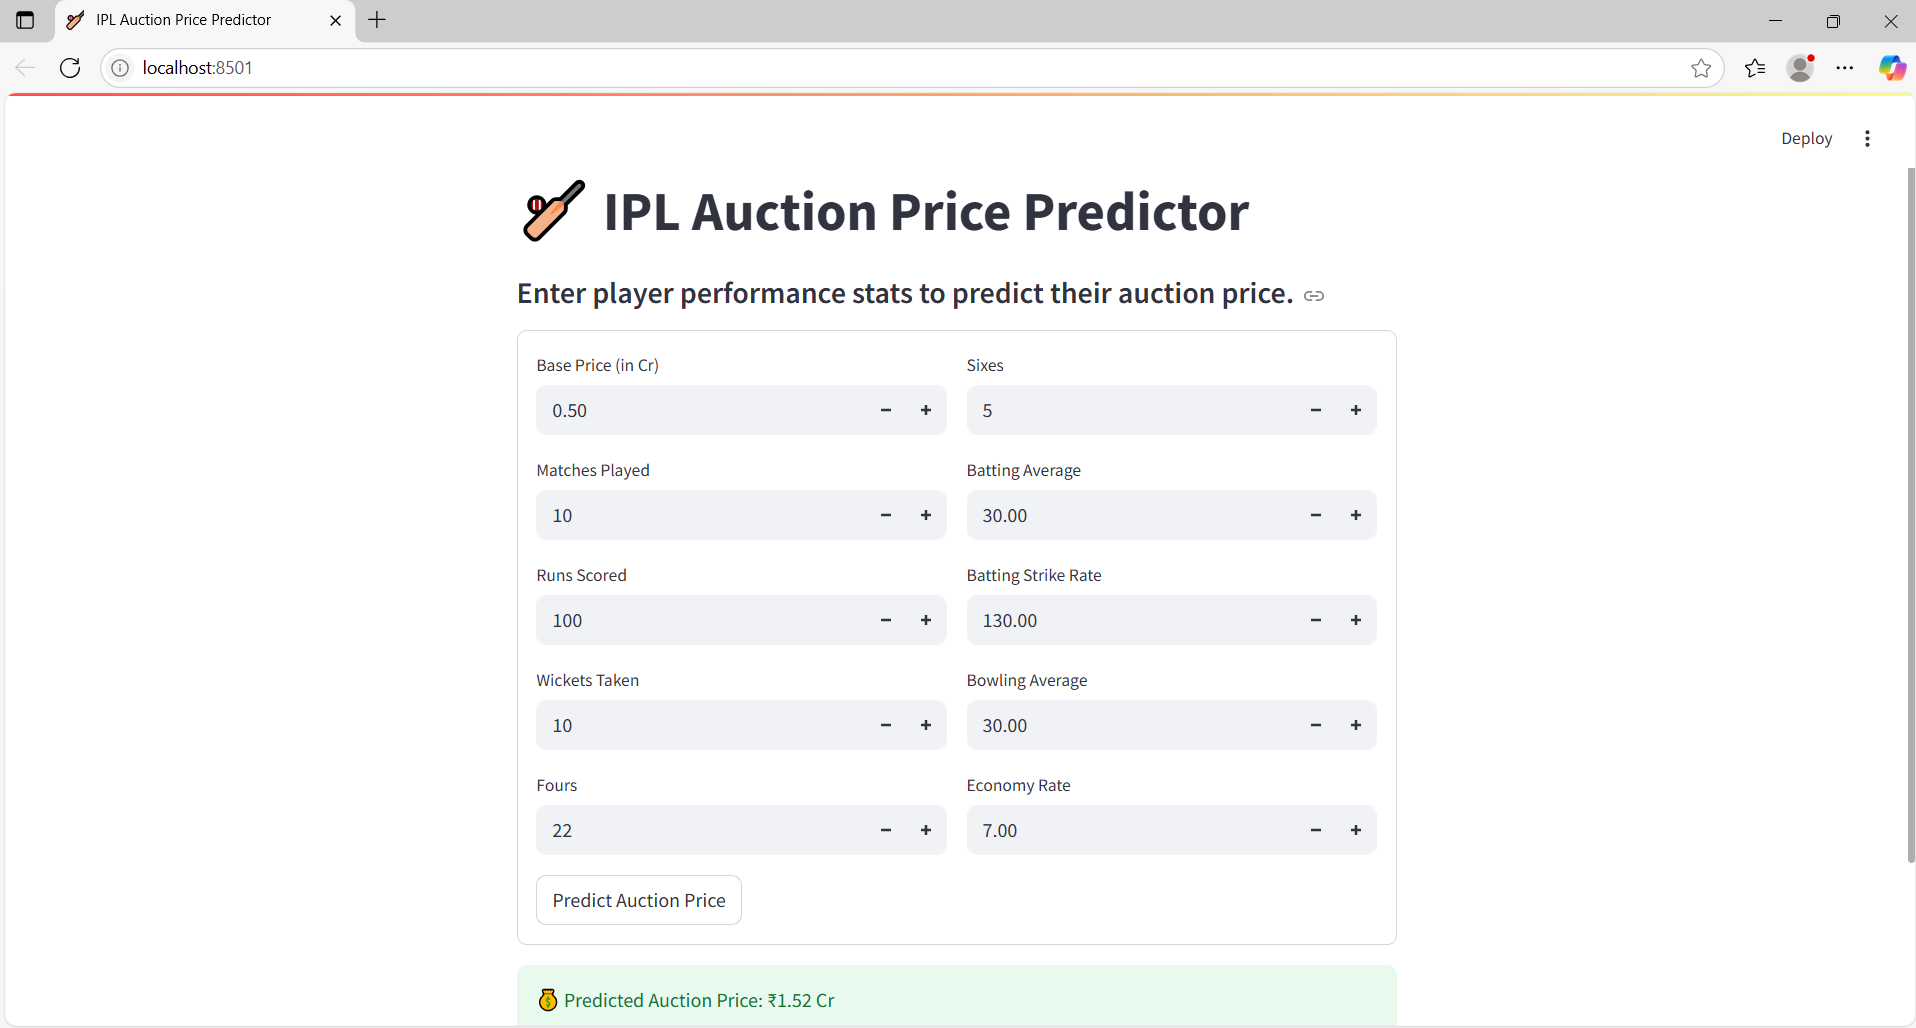 IPL Auction Price Predictor
localhost:8501
Deploy
IPL Auction Price Predictor
Enter player performance stats to predict their auction price.
Base Price (in Cr)
0.50
Matches Played
10
Runs Scored
100
Wickets Taken
10
Fours
22
Sixes
5
Batting Average
30.00
Batting Strike Rate
130.00
Bowling Average
30.00
Economy Rate
7.00
Predict Auction Price
Predicted Auction Price: ₹1.52 Cr